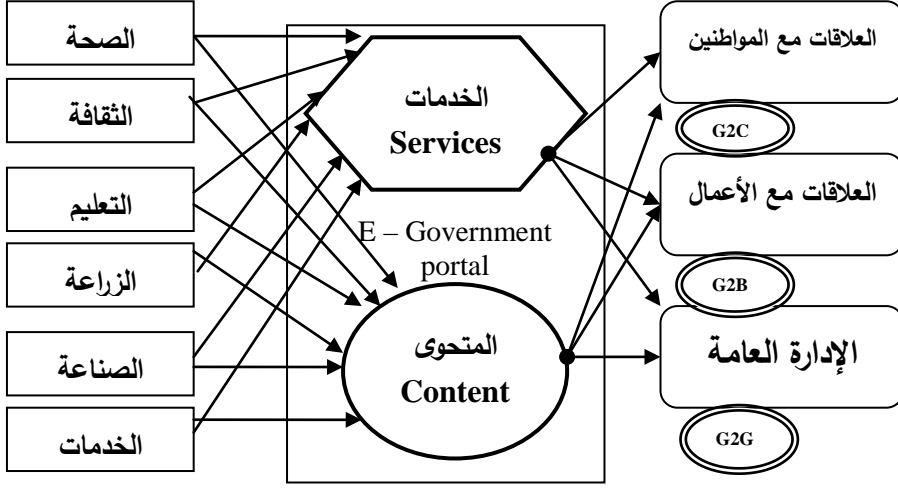 الصحة
الثقافة
التعليم
الزراعة
الصناعة
الخدمات
الخدمات
Services
E – Government
portal
المتحوى
Content
العلاقات مع المواطنين
G2C
العلاقات مع الأعمال
G2B
الإدارة العامة
G2G